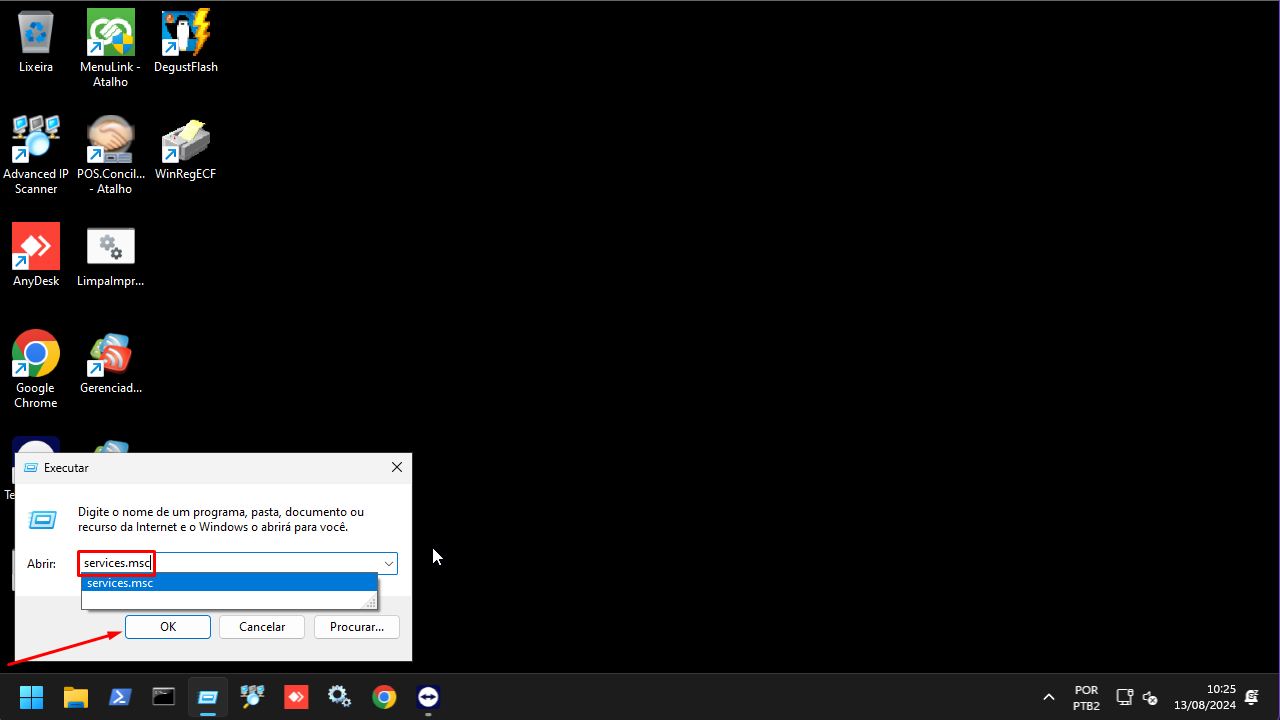 Lixeira
MenuLink -
Atalho
DegustFlash
Advanced IP
Scanner
POS.Concil...
- Atalho
WinRegECF
AnyDesk
LimpaImpr...
Google
Chrome
Gerenciad...
Te
Executar
Digite o nome de um programa, pasta, documento ou
recurso da Internet e o Windows o abrirá para você.
Abrir:
services.msc
services.msc
OK
Cancelar
Procurar...
POR
PTB2
10:25
13/08/2024